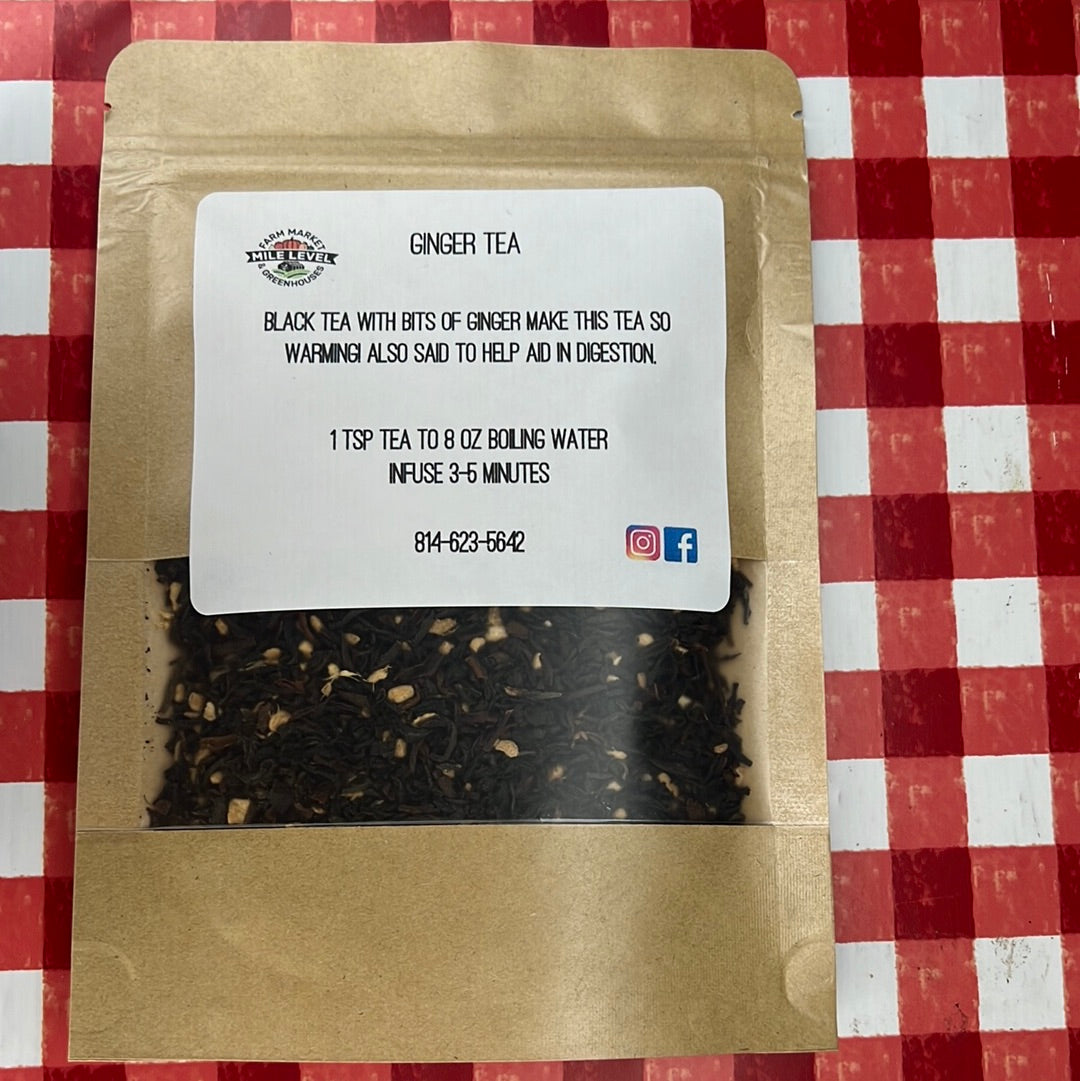 FARM MARKET
MILE LEVEL
& GREENHOUSES
GINGER TEA
BLACK TEA WITH BITS OF GINGER MAKE THIS TEA SO
WARMING! ALSO SAID TO HELP AID IN DIGESTION.
1 TSP TEA TO 8 OZ BOILING WATER
INFUSE 3-5 MINUTES
814-623-5642